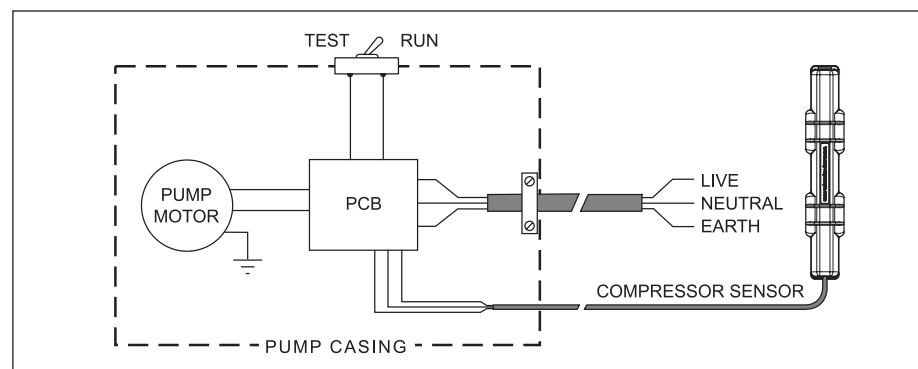 TEST RUN
PUMP
MOTOR
PCB
LIVE
NEUTRAL
EARTH
COMPRESSOR SENSOR
PUMP CASING